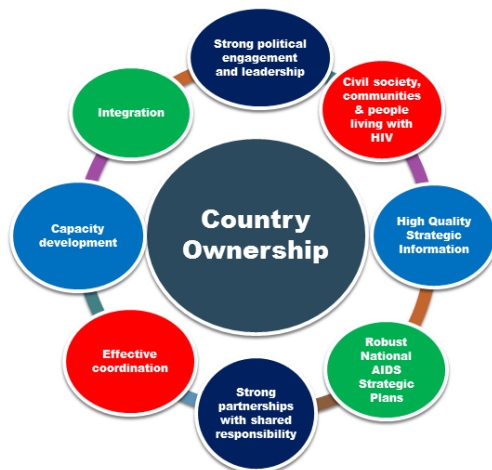 Strong political
engagement
and leadership
Civil society,
communities
& people
living with
HIV
Integration
Country
Ownership
Capacity
development
High Quality
Strategic
Information
Effective
coordination
Robust
National
AIDS
Strategic
Plans
Strong
partnerships
with shared
responsibility